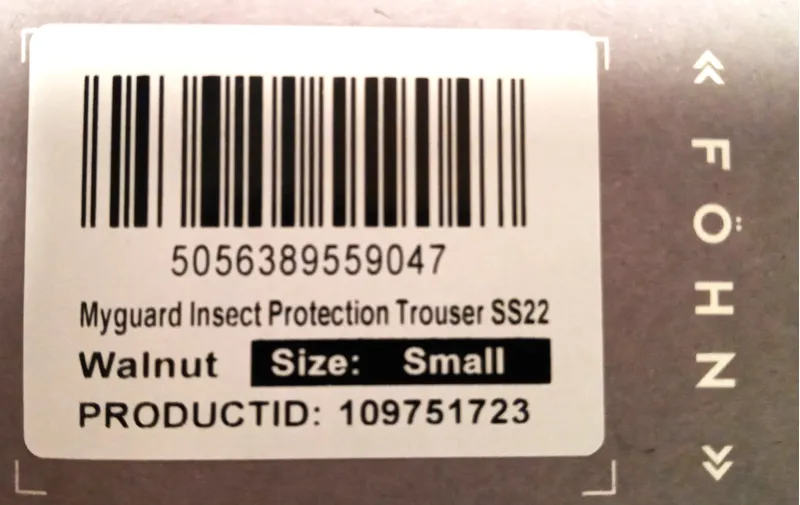 5056389559047
Myguard Insect Protection Trouser SS22
Walnut Size: Small
PRODUCTID: 109751723
FÖHN